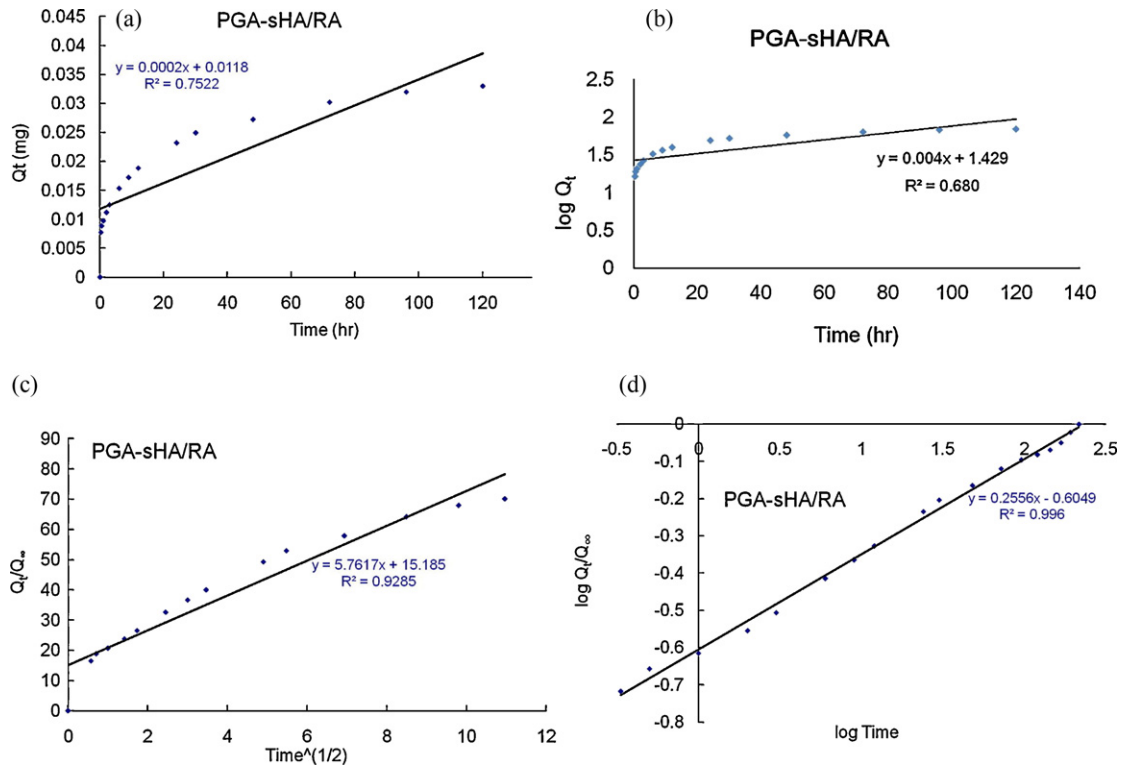 (a)
PGA-sHA/RA
0.045
0.04
0.035
0.03
0.025
0.02
0.015
0.01
0.005
0
Qt (mg)
y = 0.0002x + 0.0118
R² = 0.7522
0 20 40 60 80 100 120
Time (hr)
(b)
PGA-sHA/RA
2.5
2
1.5
1
0.5
0
log Qt
y = 0.004x + 1.429
R² = 0.680
0 20 40 60 80 100 120 140
Time (hr)
(c)
PGA-sHA/RA
90
80
70
60
50
40
30
20
10
0
Qt/Q∞
y = 5.7617x + 15.185
R² = 0.9285
0 2 4 6 8 10 12
Time^(1/2)
(d)
0
-0.5 0 0.5 1 1.5 2 2.5
-0.1
-0.2
-0.3
-0.4
-0.5
-0.6
-0.7
-0.8
PGA-sHA/RA
y = 0.2556x - 0.6049
R² = 0.996
log Qt/Q∞
log Time